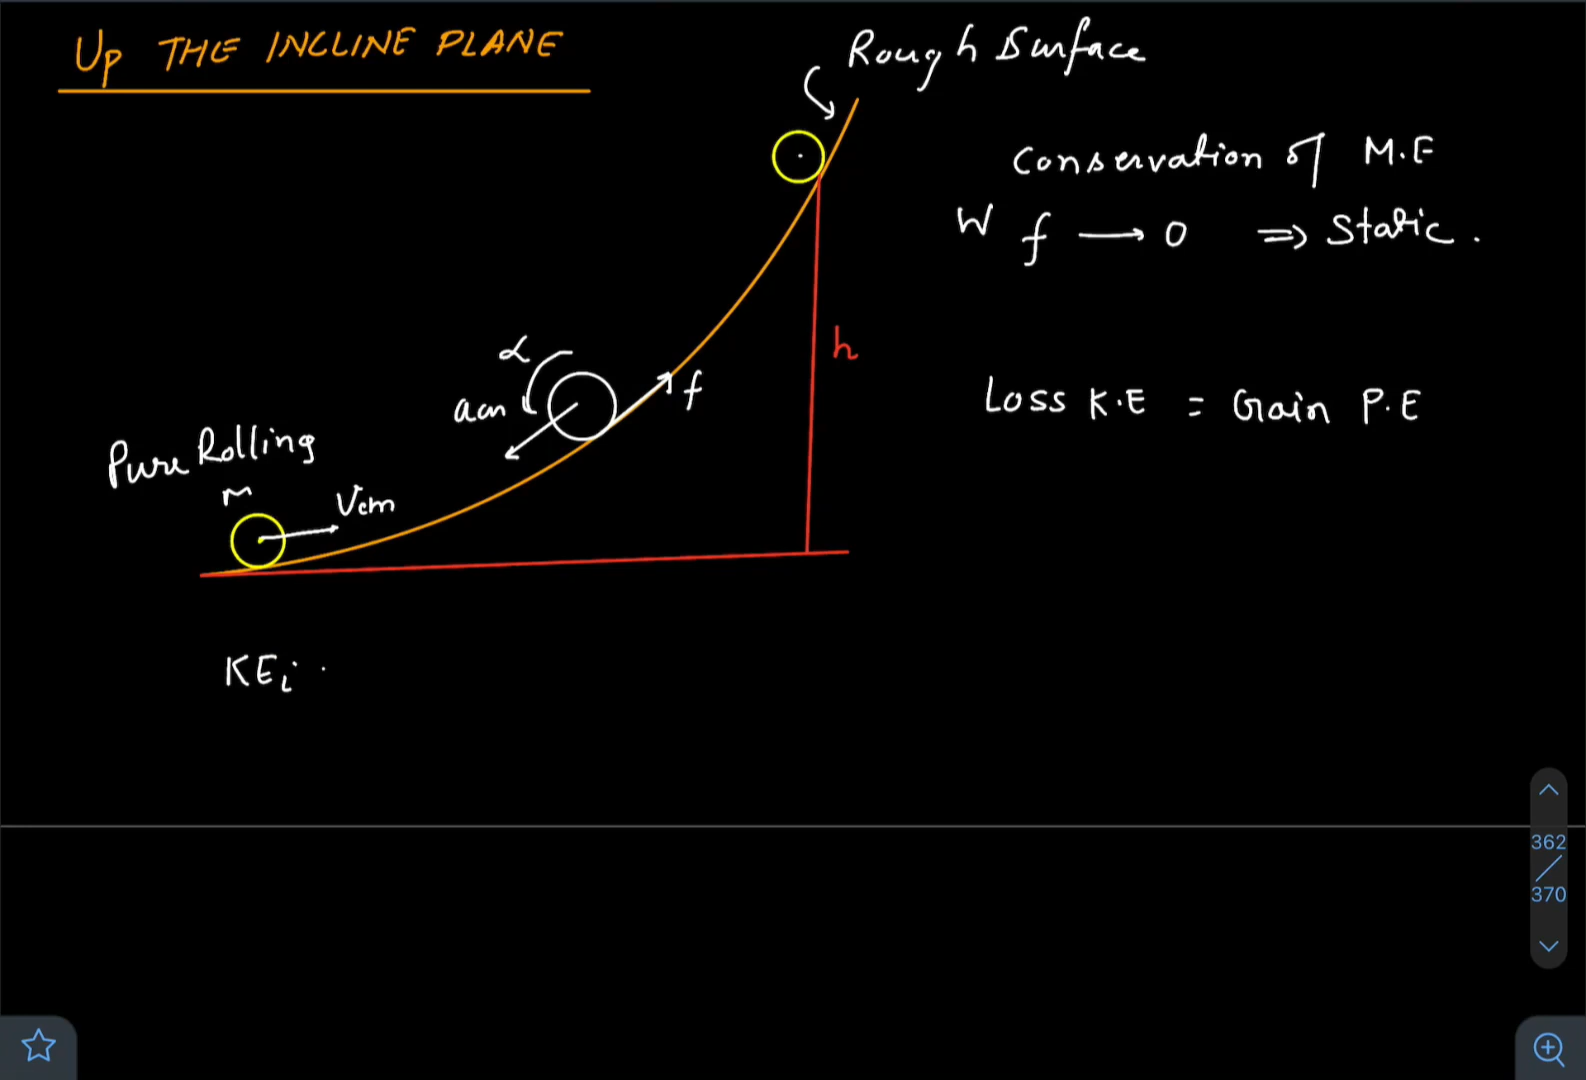 UP THE INCLINE PLANE
Rough Surface
Conservation of M.E
W f → 0 ⇒ Static.
h
α
acm
f
Loss K.E = Gain P.E
Pure Rolling
M
Vcm
KEi .
362
370